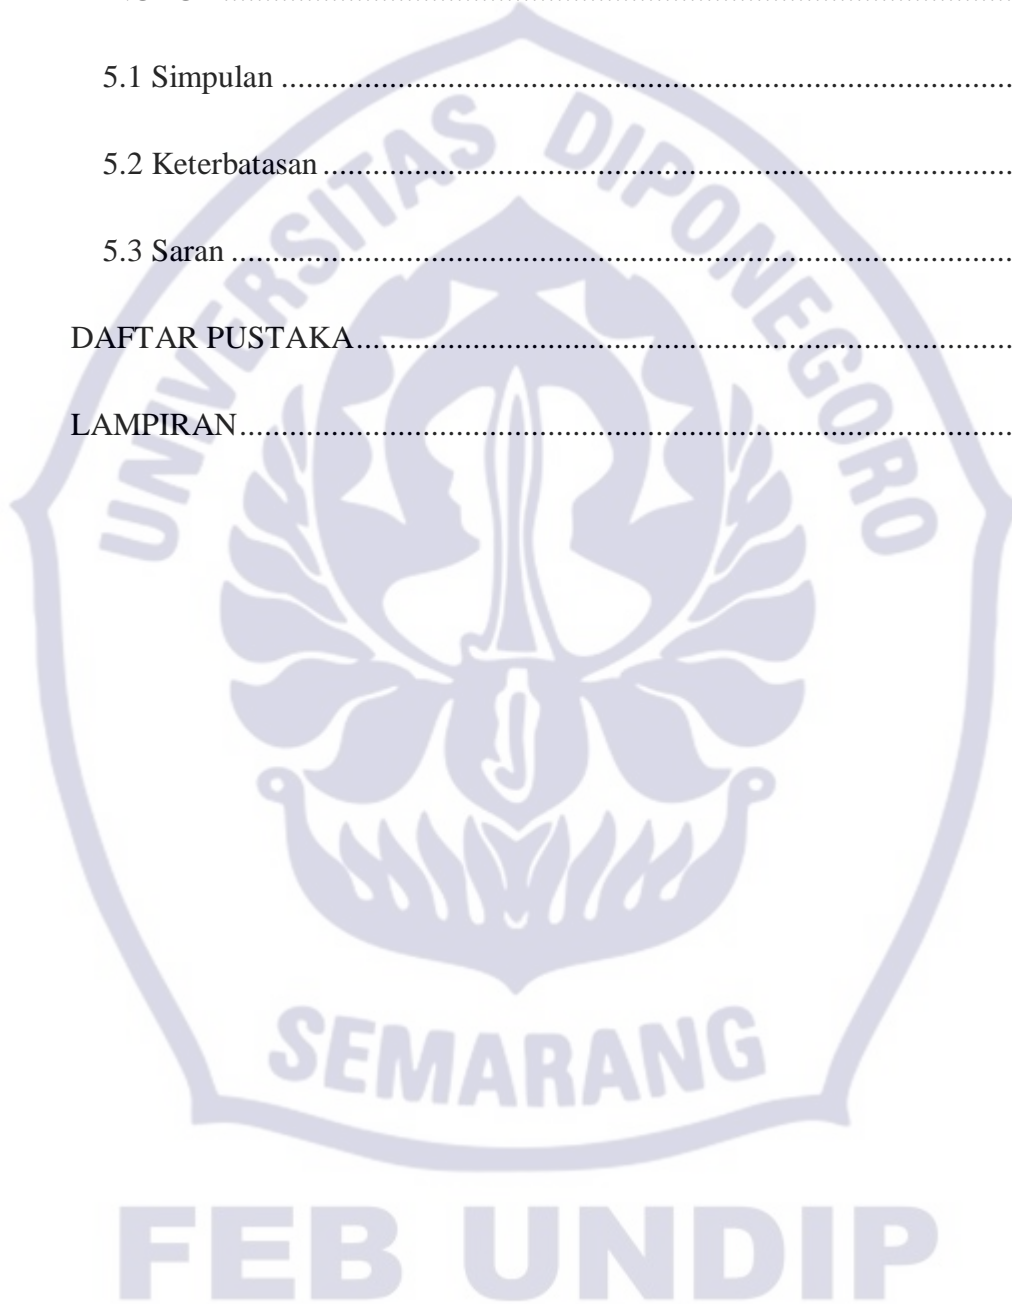 5.1 Simpulan ........................................................................................
5.2 Keterbatasan ...................................................................................
5.3 Saran ..............................................................................................
DAFTAR PUSTAKA...............................................................................
LAMPIRAN.............................................................................................
UNIVERSITAS DIPONEGORO
SEMARANG
FEB UNDIP